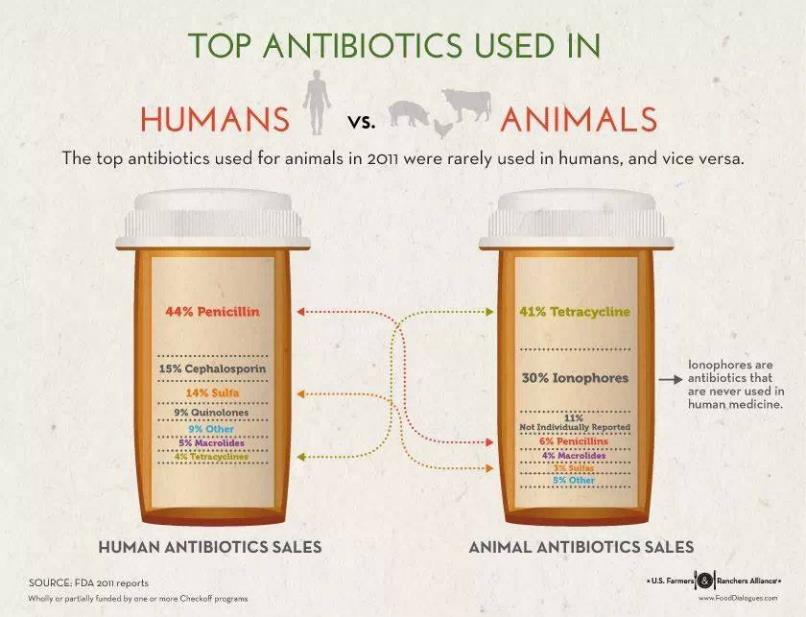 TOP ANTIBIOTICS USED IN
HUMANS vs. ANIMALS
The top antibiotics used for animals in 2011 were rarely used in humans, and vice versa.
44% Penicillin
15% Cephalosporin
14% Sulfa
9% Quinolones
9% Other
5% Macrolides
4% Tetracyclines
41% Tetracycline
30% Ionophores
11%
Not Individually Reported
6% Penicillins
4% Macrolides
3% Sulfas
5% Other
Ionophores are
antibiotics that
are never used in
human medicine.
HUMAN ANTIBIOTICS SALES
ANIMAL ANTIBIOTICS SALES
SOURCE: FDA 2011 reports
Wholly or partially funded by one or more Checkoff programs
• U.S. Farmers & Ranchers Alliance •
www.FoodDialogues.com